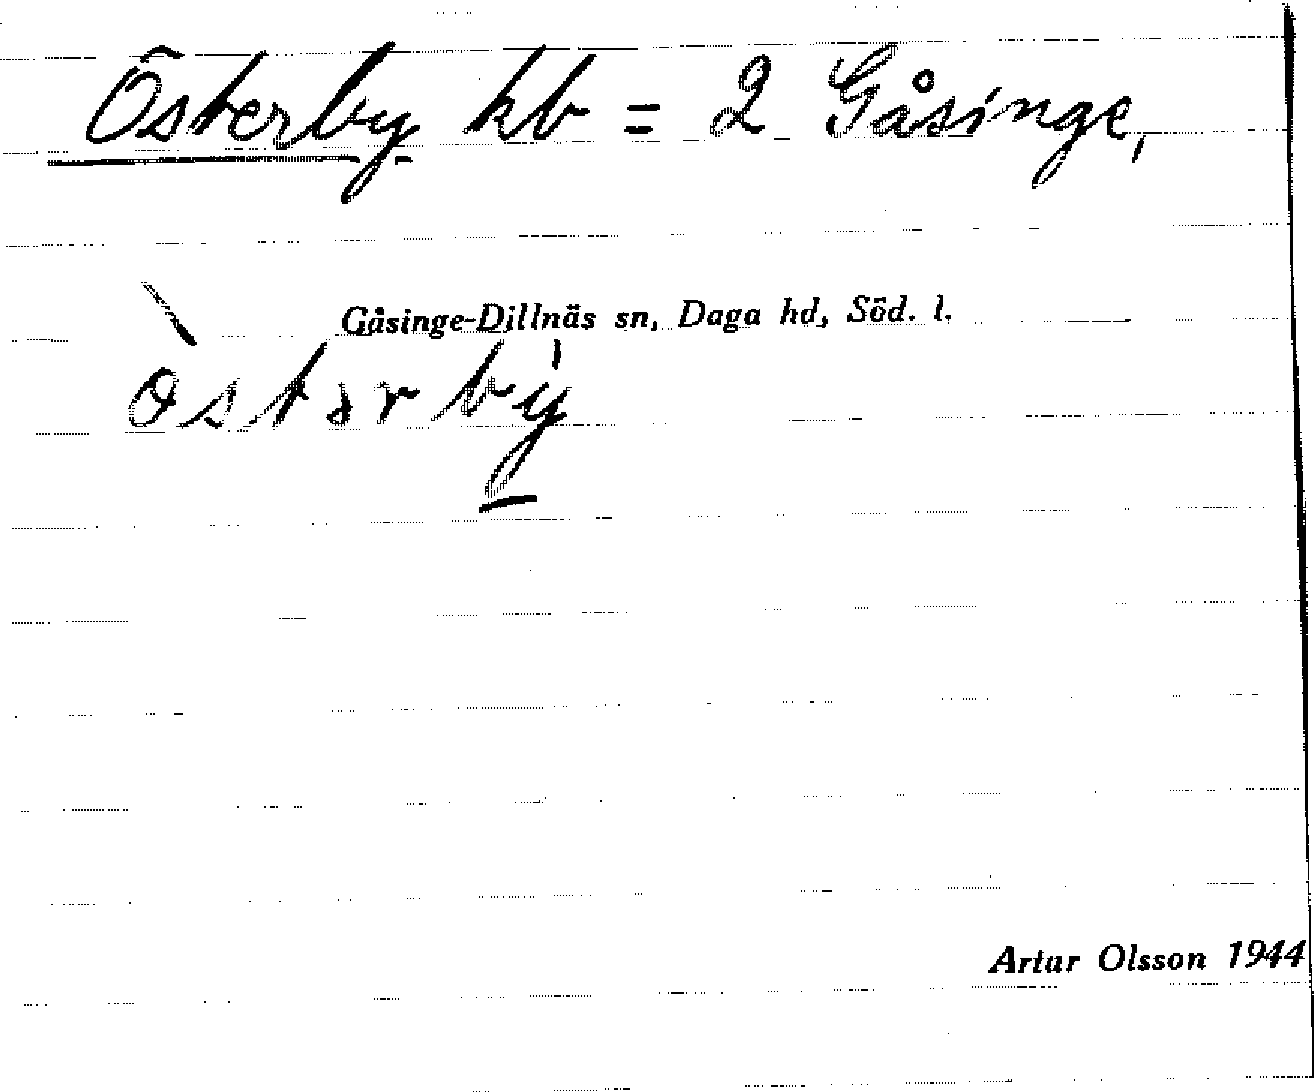 Österby kb = 2 Gåsinge,
Gåsinge-Dillnäs sn, Daga hd, Söd. l.
òstərbý
Artur Olsson 1944